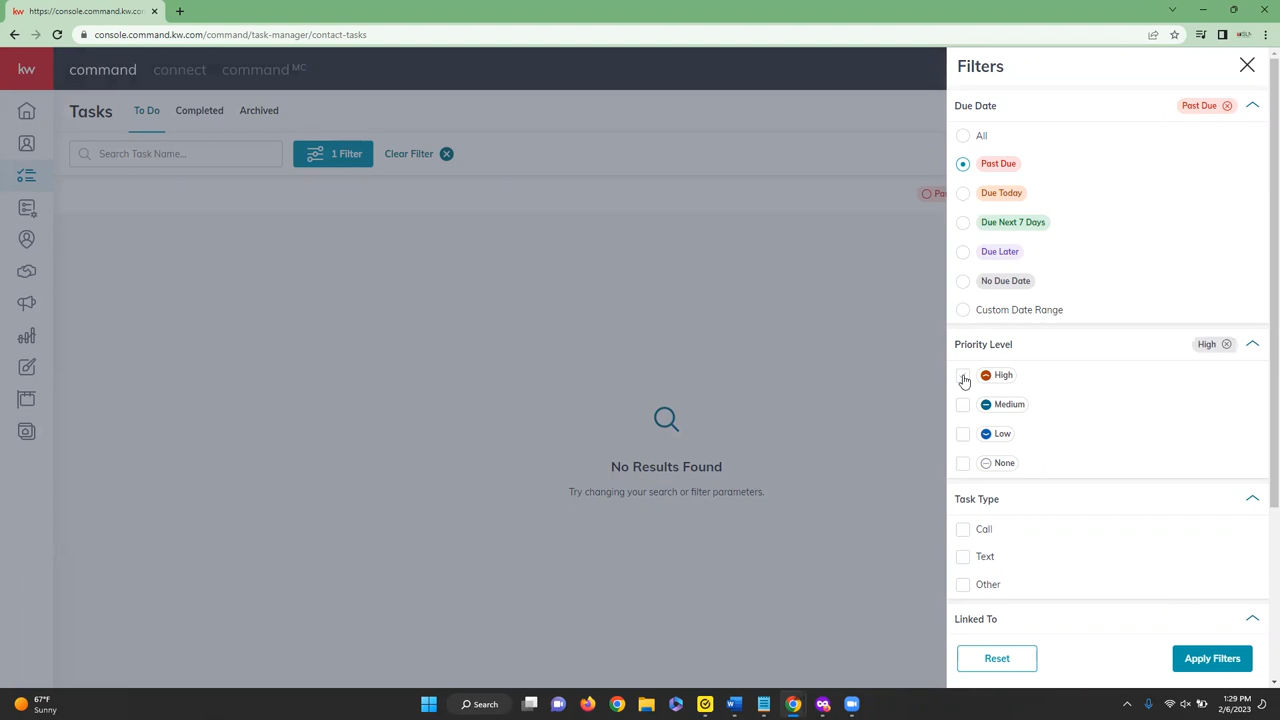 kw https://console.command.kw.com
console.command.kw.com/command/task-manager/contact-tasks
kw
command connect command MC
Tasks To Do Completed Archived
Search Task Name... 1 Filter Clear Filter
No Results Found
Try changing your search or filter parameters.
Filters
Due Date Past Due
All
Past Due
Due Today
Due Next 7 Days
Due Later
No Due Date
Custom Date Range
Priority Level High
High
Medium
Low
None
Task Type
Call
Text
Other
Linked To
Reset Apply Filters
67°F
Sunny
Search
1:29 PM
2/6/2023